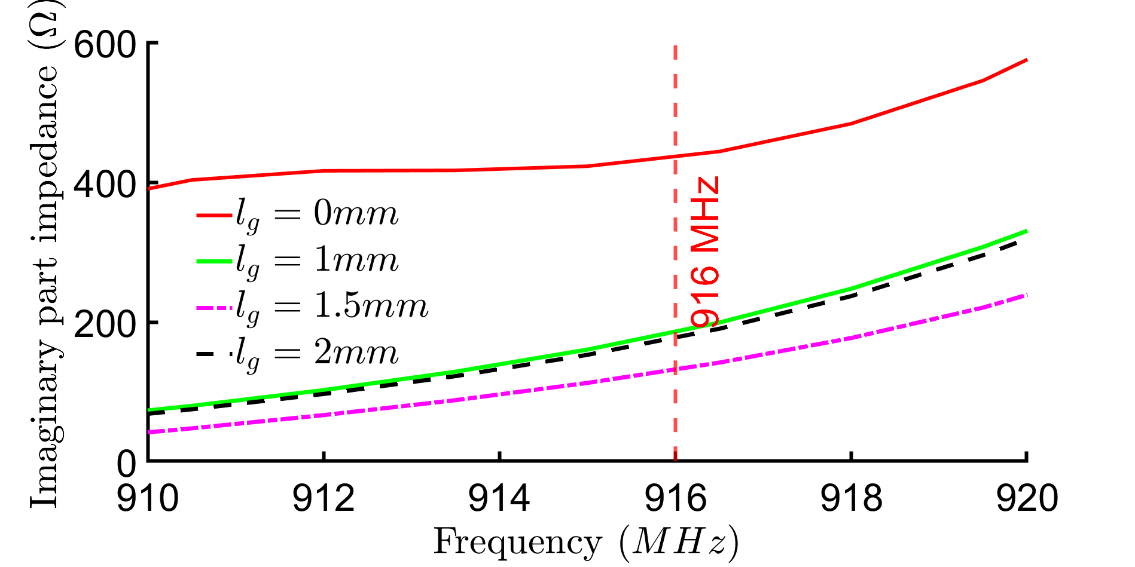 Imaginary part impedance (Ω)
600
400
200
0
l_g = 0mm
l_g = 1mm
l_g = 1.5mm
l_g = 2mm
916 MHz
910 912 914 916 918 920
Frequency (MHz)